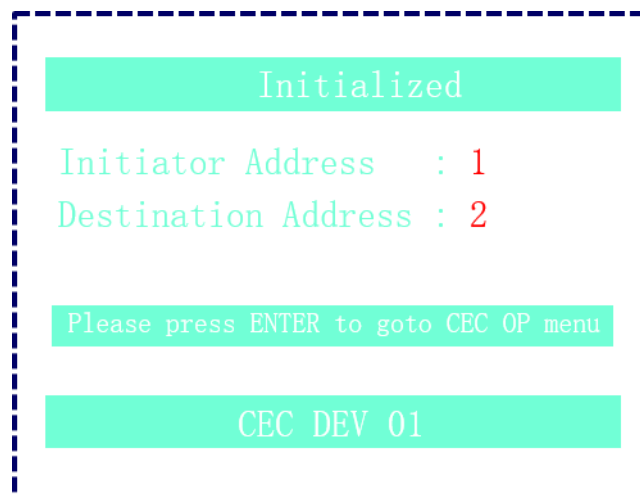 Initialized
Initiator Address : 1
Destination Address : 2
Please press ENTER to goto CEC OP menu
CEC DEV 01